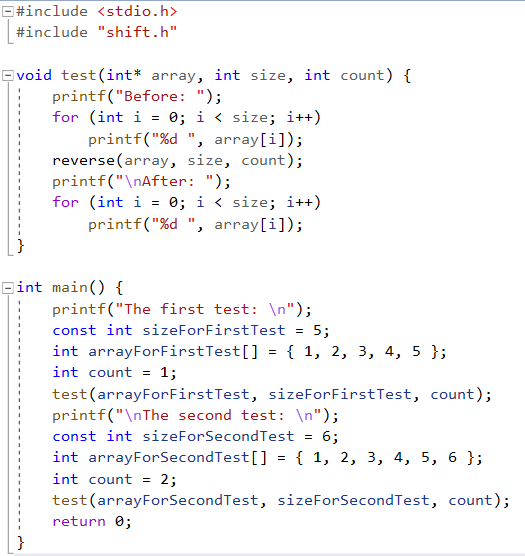 #include <stdio.h>
#include "shift.h"
void test(int* array, int size, int count) {
printf("Before: ");
for (int i = 0; i < size; i++)
printf("%d ", array[i]);
reverse(array, size, count);
printf("\nAfter: ");
for (int i = 0; i < size; i++)
printf("%d ", array[i]);
}
int main() {
printf("The first test: \n");
const int sizeForFirstTest = 5;
int arrayForFirstTest[] = { 1, 2, 3, 4, 5 };
int count = 1;
test(arrayForFirstTest, sizeForFirstTest, count);
printf("\nThe second test: \n");
const int sizeForSecondTest = 6;
int arrayForSecondTest[] = { 1, 2, 3, 4, 5, 6 };
int count = 2;
test(arrayForSecondTest, sizeForSecondTest, count);
return 0;
}